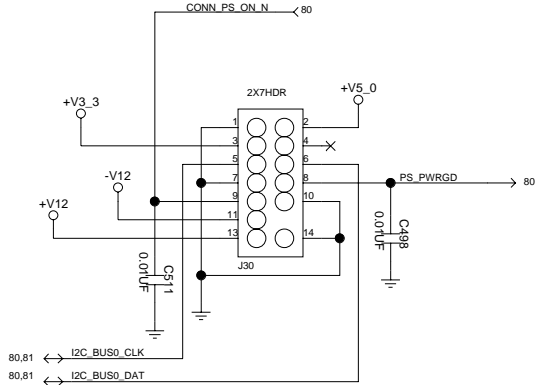 CONN_PS_ON_N
80
2X7HDR
+V5_0
+V3_3
1
2
3
4
5
6
7
8
PS_PWRGD
80
-V12
9
10
+V12
11
13
14
J30
C498
0.01UF
C511
0.01UF
80,81
I2C_BUS0_CLK
80,81
I2C_BUS0_DAT